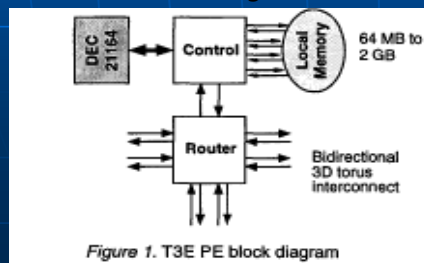 DEC
21164
Control
Local
Memory
64 MB to
2 GB
Router
Bidirectional
3D torus
interconnect
Figure 1. T3E PE block diagram